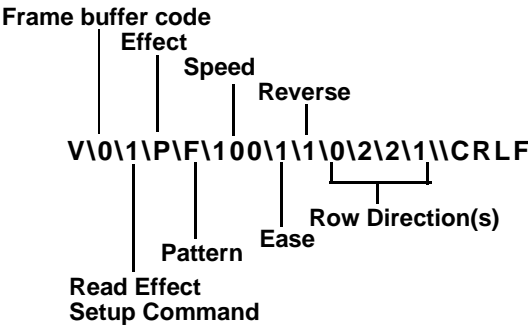 Frame buffer code
Effect
Speed
Reverse
V\0\1\P\F\100\1\1\0\2\2\1\\CRLF
Row Direction(s)
Ease
Pattern
Read Effect
Setup Command